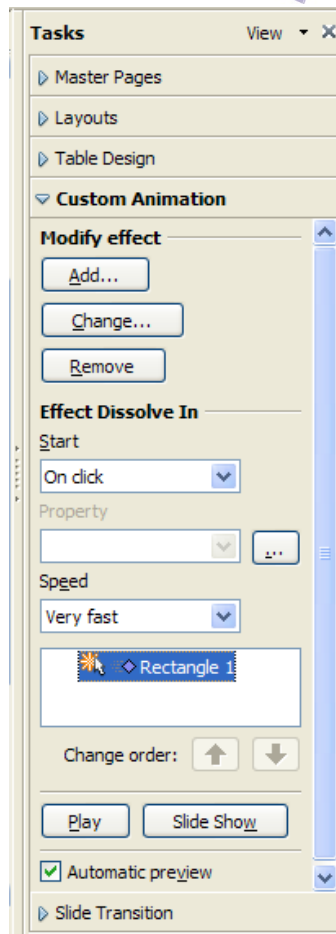 Tasks View
Master Pages
Layouts
Table Design
Custom Animation
Modify effect
Add...
Change...
Remove
Effect Dissolve In
Start
On click
Property
...
Speed
Very fast
Rectangle 1
Change order:
Play Slide Show
Automatic preview
Slide Transition